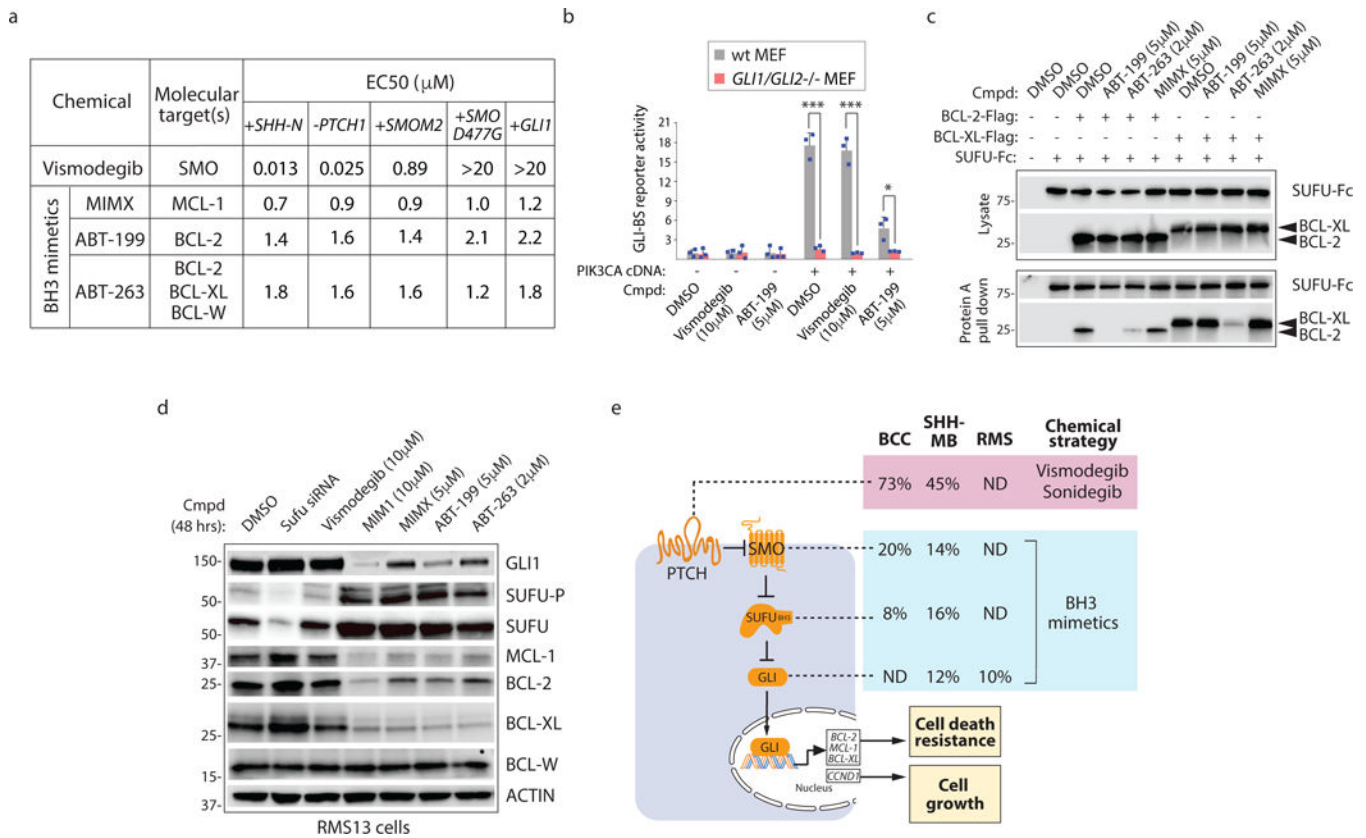 a
Chemical
Molecular
target(s)
EC50 (μM)
+SHH-N
-PTCH1
+SMOM2
+SMO
D477G
+GLI1
Vismodegib SMO 0.013 0.025 0.89 >20 >20
BH3 mimetics
MIMX MCL-1 0.7 0.9 0.9 1.0 1.2
ABT-199 BCL-2 1.4 1.6 1.4 2.1 2.2
BCL-2
ABT-263 BCL-XL 1.8 1.6 1.6 1.2 1.8
BCL-W
b
wt MEF
GLI1/GLI2-/- MEF
GLI-BS reporter activity
21
18
15
12
9
6
3
*** ***
*
PIK3CA cDNA: - - - + + +
Cmpd:
DMSO
Vismodegib
(10μM)
ABT-199
(5μM)
DMSO
Vismodegib
(10μM)
ABT-199
(5μM)
c
Cmpd:
DMSO
DMSO
DMSO
ABT-199 (5μM)
ABT-263 (2μM)
MIMX (5μM)
DMSO
ABT-199 (5μM)
ABT-263 (2μM)
MIMX (5μM)
BCL-2-Flag: - - + + + + - - - -
BCL-XL-Flag: - - - - - - + + + +
SUFU-Fc: - + + + + + + + + +
Lysate
75-
SUFU-Fc
25-
BCL-XL
BCL-2
Protein A
pull down
75-
SUFU-Fc
25-
BCL-XL
BCL-2
d
Cmpd
(48 hrs):
DMSO
Sufu siRNA
Vismodegib (10μM)
MIM1 (10μM)
MIMX (5μM)
ABT-199 (5μM)
ABT-263 (2μM)
150- GLI1
50- SUFU-P
50- SUFU
37- MCL-1
25- BCL-2
25- BCL-XL
15- BCL-W
37- ACTIN
RMS13 cells
e
BCC
SHH-
MB
RMS
Chemical
strategy
73% 45% ND
Vismodegib
Sonidegib
PTCH
SMO
20% 14% ND
SUFU BH3
8% 16% ND
BH3
mimetics
GLI
ND 12% 10%
GLI
BCL-2
MCL-1
BCL-XL
CCND1
Nucleus
Cell death
resistance
Cell
growth